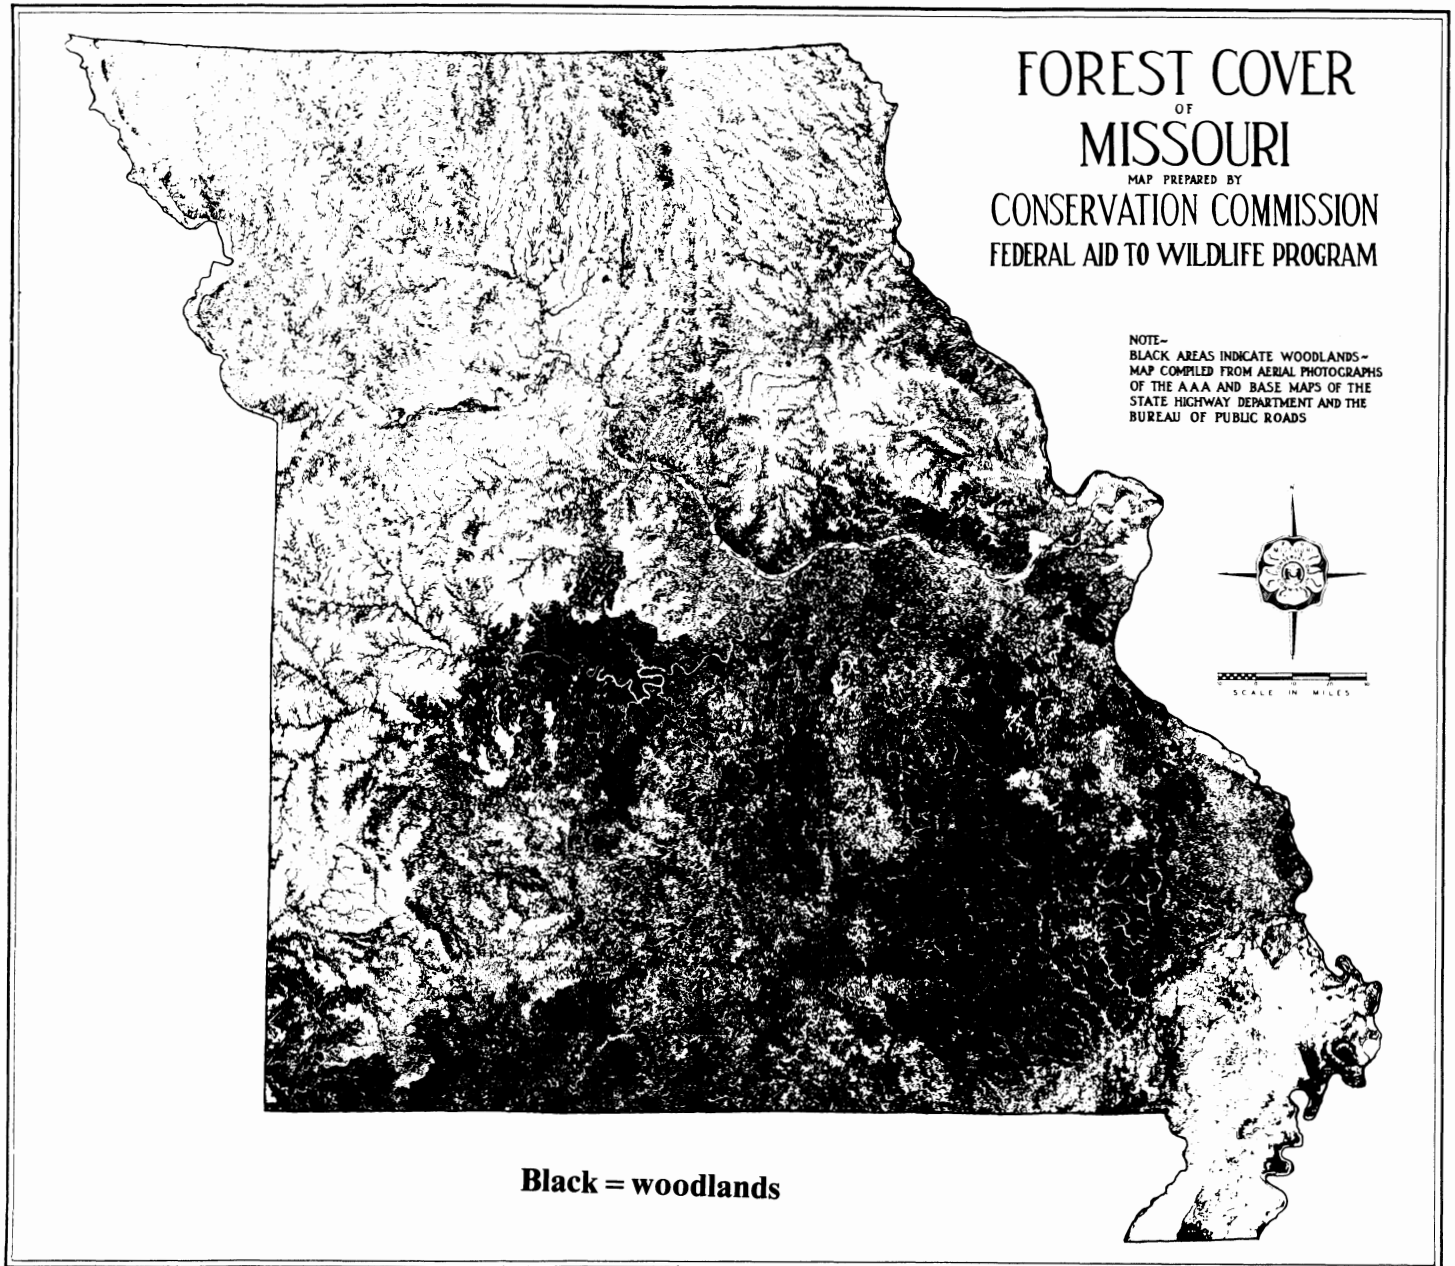 FOREST COVER
OF
MISSOURI
MAP PREPARED BY
CONSERVATION COMMISSION
FEDERAL AID TO WILDLIFE PROGRAM
NOTE~
BLACK AREAS INDICATE WOODLANDS~
MAP COMPILED FROM AERIAL PHOTOGRAPHS
OF THE A A A AND BASE MAPS OF THE
STATE HIGHWAY DEPARTMENT AND THE
BUREAU OF PUBLIC ROADS
N
SCALE IN MILES
Black = woodlands